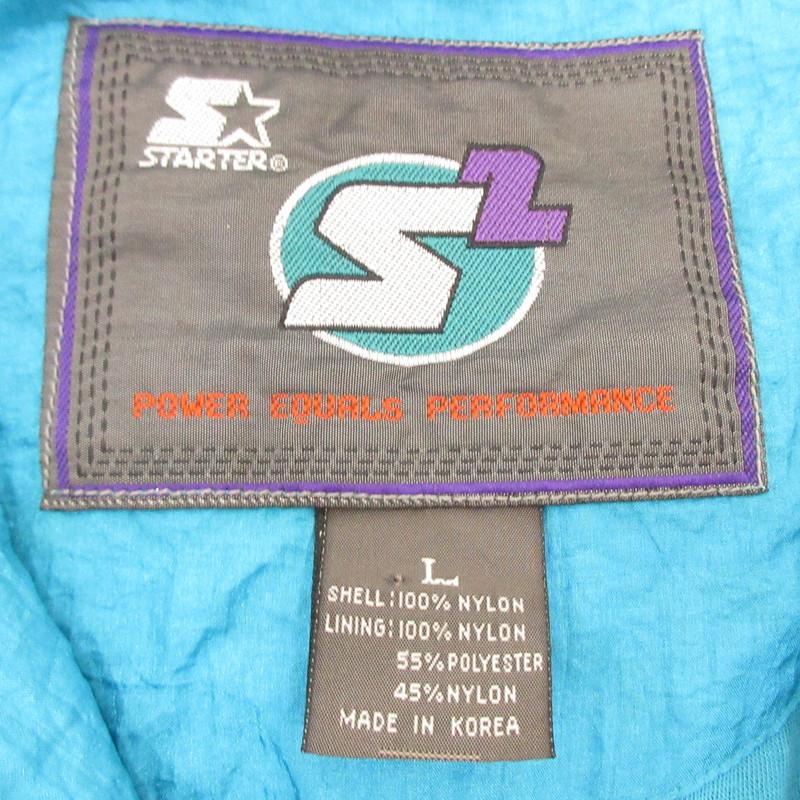 STARTER®
S2
POWER EQUALS PERFORMANCE
L
SHELL:100% NYLON
LINING:100% NYLON
55%POLYESTER
45%NYLON
MADE IN KOREA